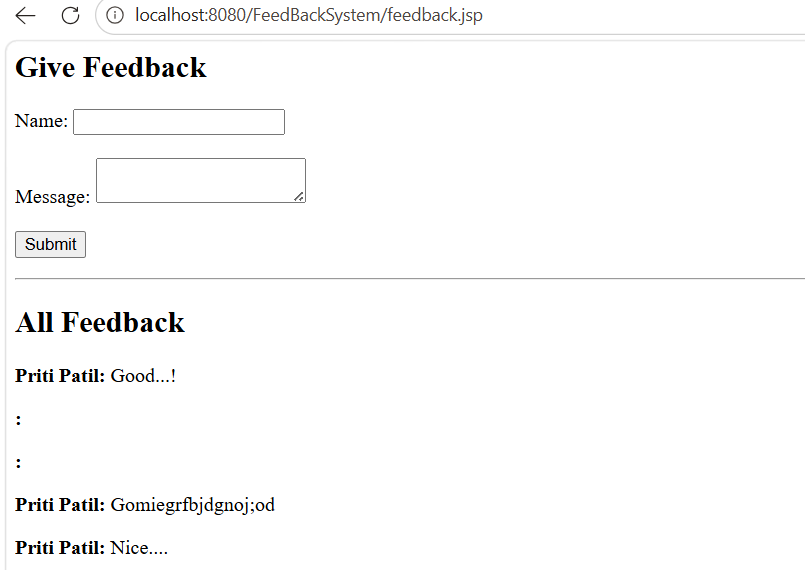 localhost:8080/FeedBackSystem/feedback.jsp
Give Feedback
Name:
Message:
Submit
All Feedback
Priti Patil: Good...!
:
:
Priti Patil: Gomiegrfbjdgnoj;od
Priti Patil: Nice....